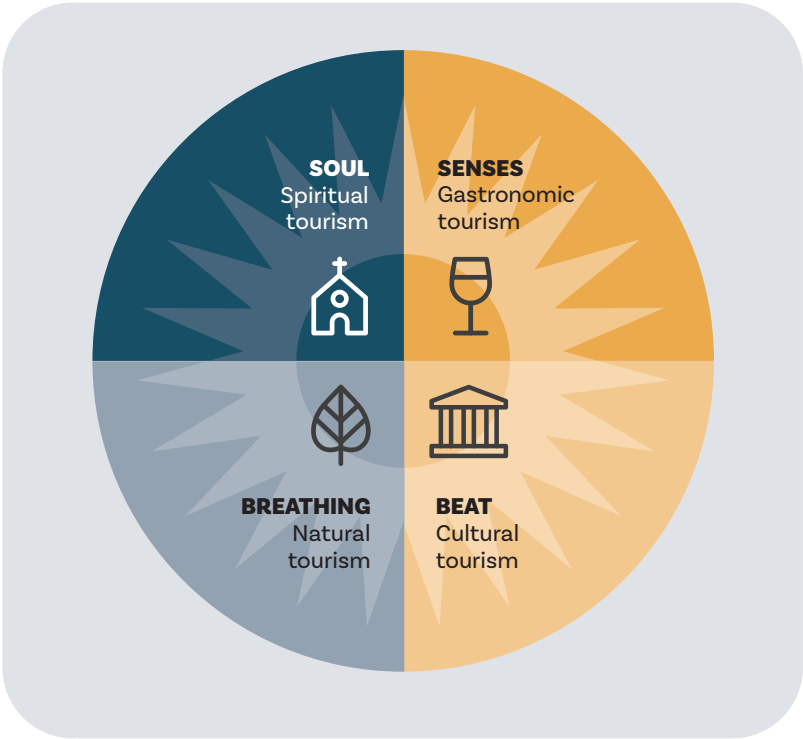 SOUL
Spiritual
tourism
SENSES
Gastronomic
tourism
BREATHING
Natural
tourism
BEAT
Cultural
tourism